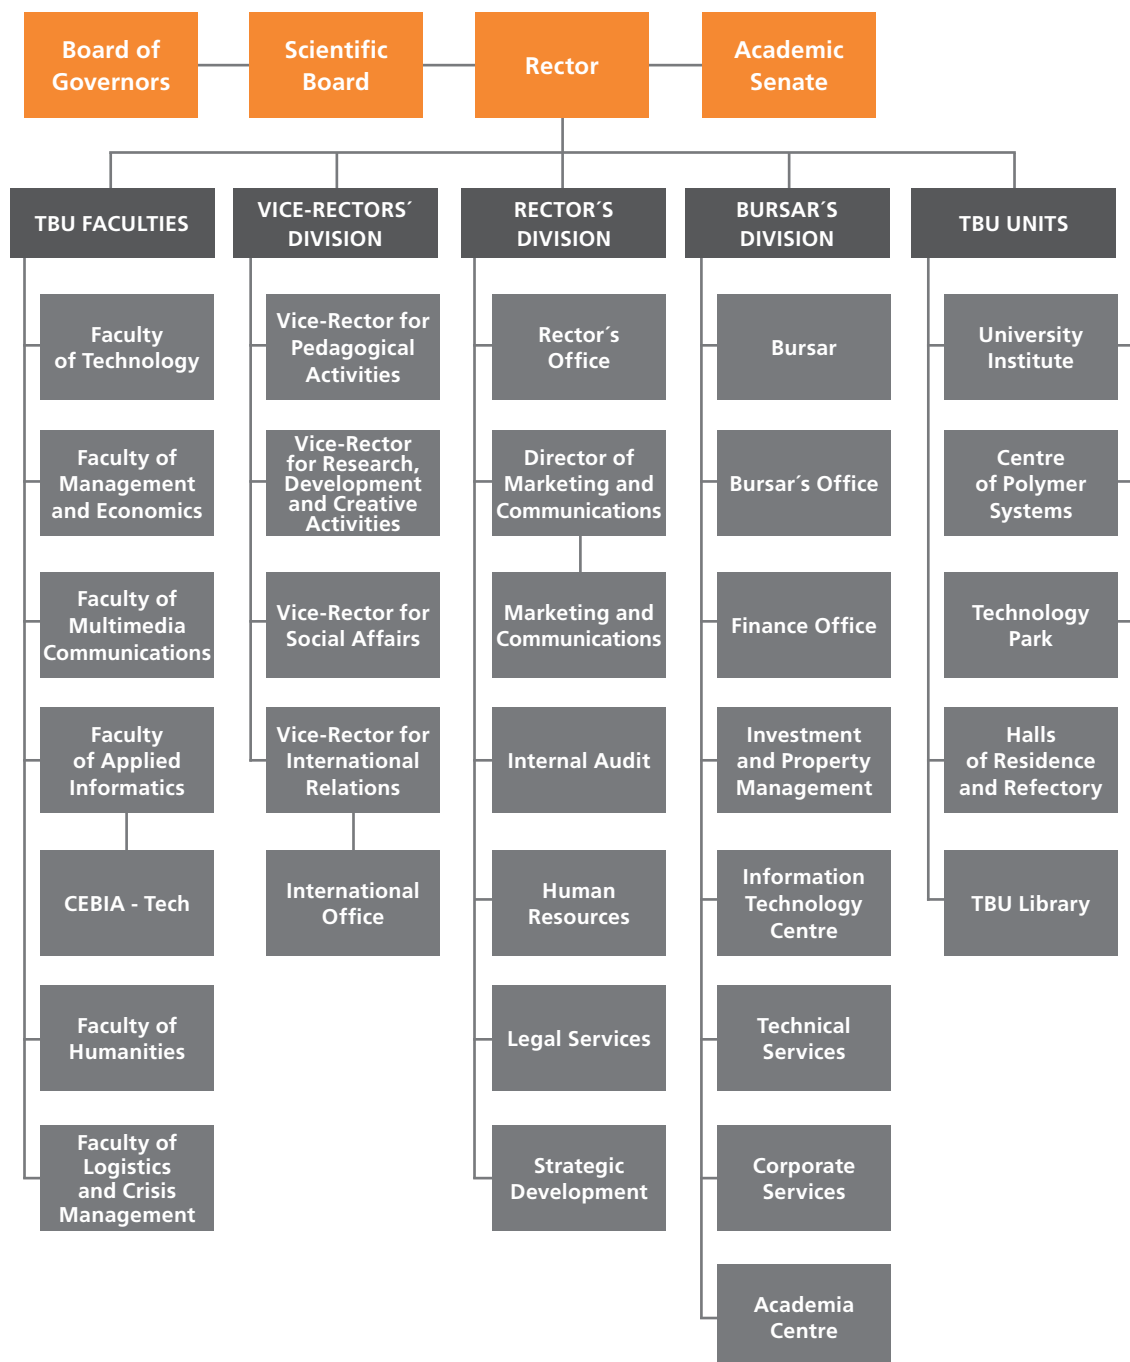 Board of
Governors
Scientific
Board
Rector
Academic
Senate
TBU FACULTIES
VICE-RECTORS´
DIVISION
RECTOR´S
DIVISION
BURSAR´S
DIVISION
TBU UNITS
Faculty
of Technology
Faculty of
Management
and Economics
Faculty of
Multimedia
Communications
Faculty
of Applied
Informatics
CEBIA - Tech
Faculty of
Humanities
Faculty of
Logistics
and Crisis
Management
Vice-Rector for
Pedagogical
Activities
Vice-Rector
for Research,
Development
and Creative
Activities
Vice-Rector for
Social Affairs
Vice-Rector for
International
Relations
International
Office
Rector´s
Office
Director of
Marketing and
Communications
Marketing and
Communications
Internal Audit
Human
Resources
Legal Services
Strategic
Development
Bursar
Bursar´s Office
Finance Office
Investment
and Property
Management
Information
Technology
Centre
Technical
Services
Corporate
Services
Academia
Centre
University
Institute
Centre
of Polymer
Systems
Technology
Park
Halls
of Residence
and Refectory
TBU Library